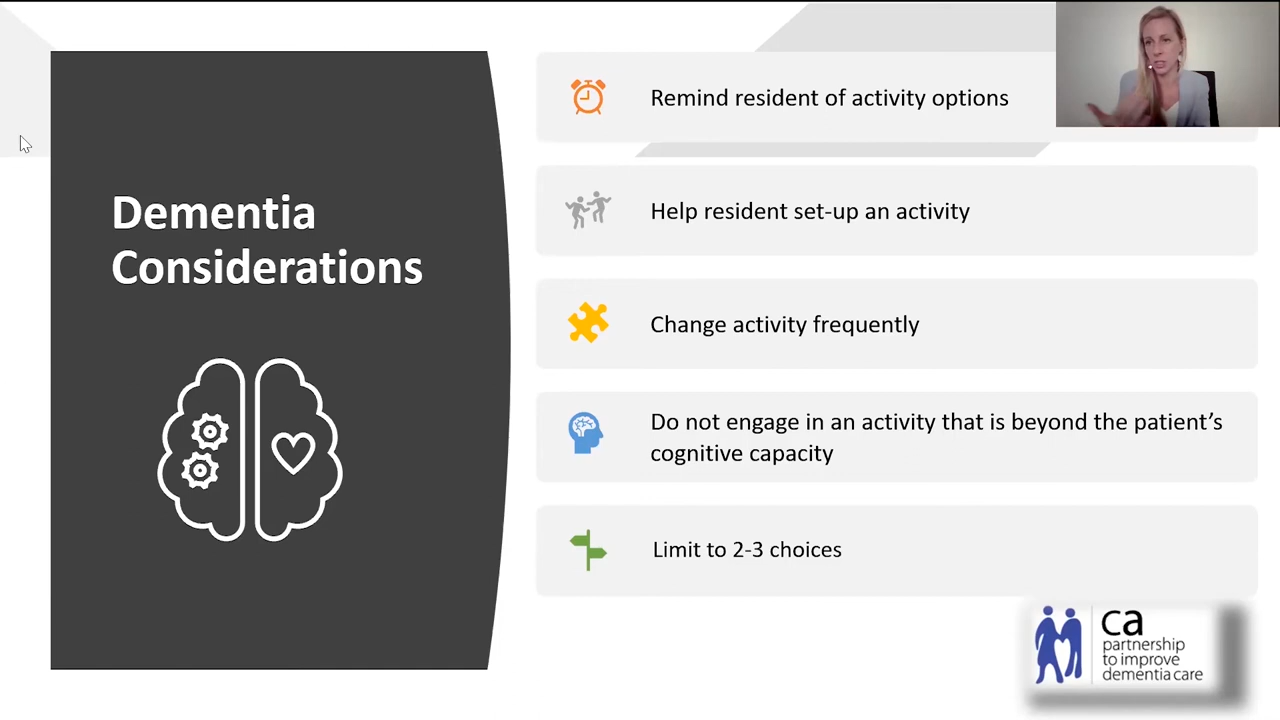 Dementia
Considerations
Remind resident of activity options
Help resident set-up an activity
Change activity frequently
Do not engage in an activity that is beyond the patient’s
cognitive capacity
Limit to 2-3 choices
ca
partnership
to improve
dementia care